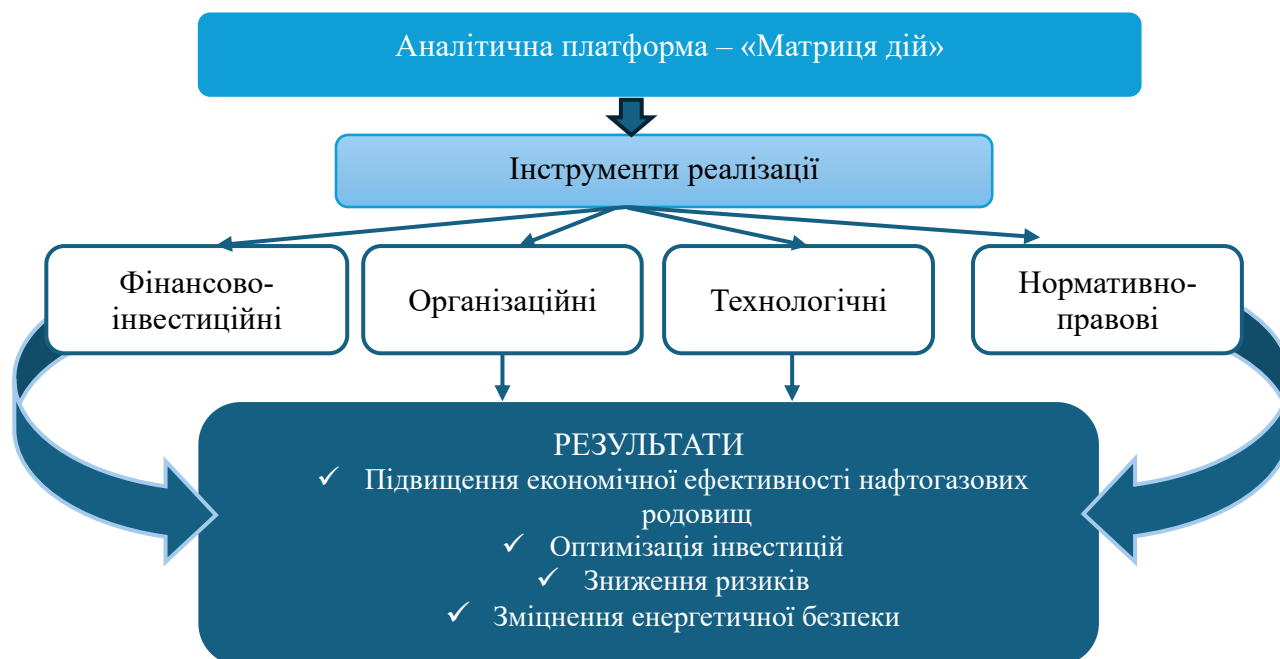 Аналітична платформа – «Матриця дій»
Інструменти реалізації
Фінансово-
інвестиційні
Організаційні
Технологічні
Нормативно-
правові
РЕЗУЛЬТАТИ
✓ Підвищення економічної ефективності нафтогазових
родовищ
✓ Оптимізація інвестицій
✓ Зниження ризиків
✓ Зміцнення енергетичної безпеки